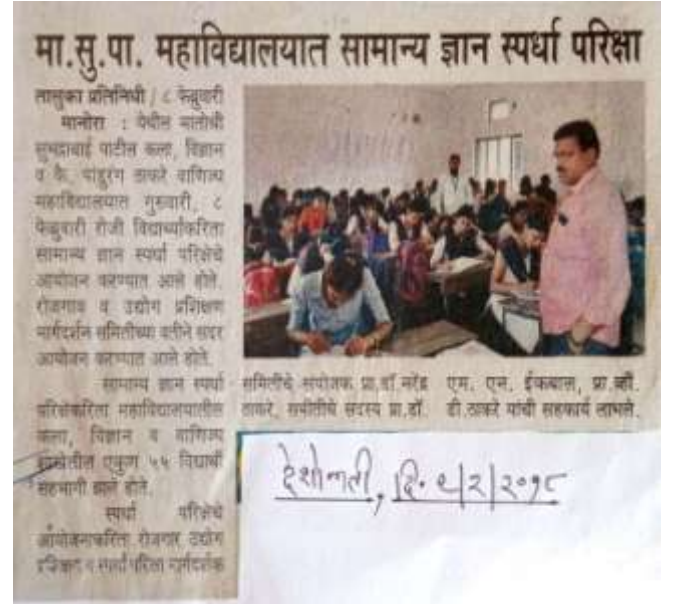 मा.सु.पा. महाविद्यालयात सामान्य ज्ञान स्पर्धा परिक्षा
तालुका प्रतिनिधी / ८ फेब्रुवारी
मानोरा : येथील मातोश्री
सुभद्राबाई पाटील कला, विज्ञान
व कै. पांडुरंग ठाकरे वाणिज्य
महाविद्यालयात गुरुवारी, ८
फेब्रुवारी रोजी विद्यार्थ्यांकरिता
सामान्य ज्ञान स्पर्धा परिक्षेचे
आयोजन करण्यात आले होते.
रोजगार व उद्योग प्रशिक्षण
मार्गदर्शन समितीच्या वतीने सदर
आयोजन करण्यात आले होते.
सामान्य ज्ञान स्पर्धा
परिक्षेकरिता महाविद्यालयातील
कला, विज्ञान व वाणिज्य
शाखेतील एकुण ५५ विद्यार्थी
सहभागी झाले होते.
स्पर्धा परिक्षेचे
आयोजनाकरिता रोजगार उद्योग
प्रशिक्षण व स्पर्धा परिक्षा मार्गदर्शक
समितीचे संयोजक प्रा.डॉ नरेंद्र
ठाकरे, समितीचे सदस्य प्रा.डॉ.
एम. एन. ईकबाल, प्रा.व्ही.
डी.ठाकरे यांची सहकार्य लाभले.
देशोन्नती, दि. ९/२/२०१८